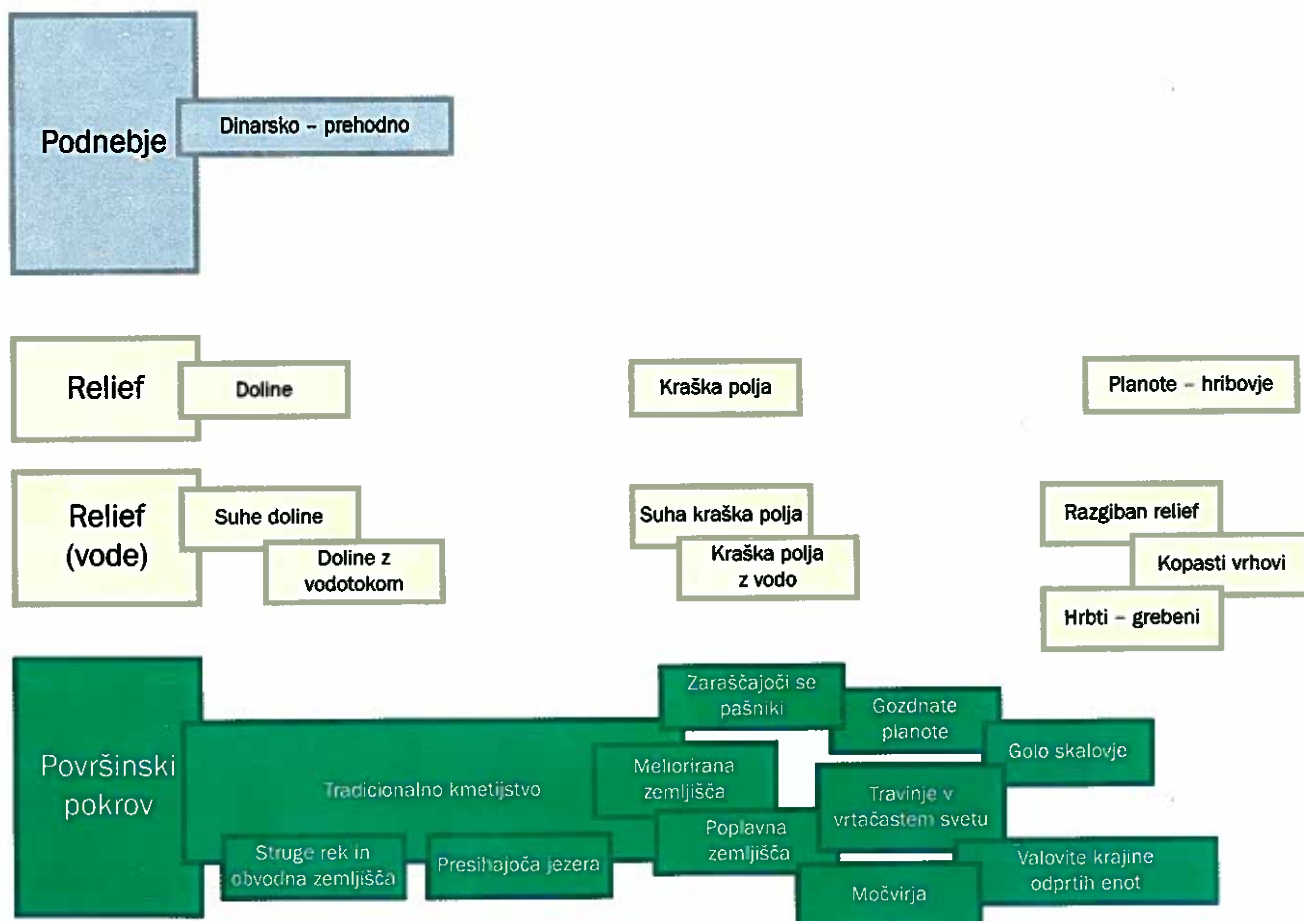 Podnebje
Dinarsko – prehodno
Relief
Doline
Kraška polja
Planote – hribovje
Relief
(vode)
Suhe doline
Doline z
vodotokom
Suha kraška polja
Kraška polja
z vodo
Razgiban relief
Kopasti vrhovi
Hrbti – grebeni
Površinski
pokrov
Tradicionalno kmetijstvo
Struge rek in
obvodna zemljišča
Presihajoča jezera
Zaraščajoči se
pašniki
Meliorirana
zemljišča
Poplavna
zemljišča
Gozdnate
planote
Travinje v
vrtačastem svetu
Močvirja
Golo skalovje
Valovite krajine
odprtih enot